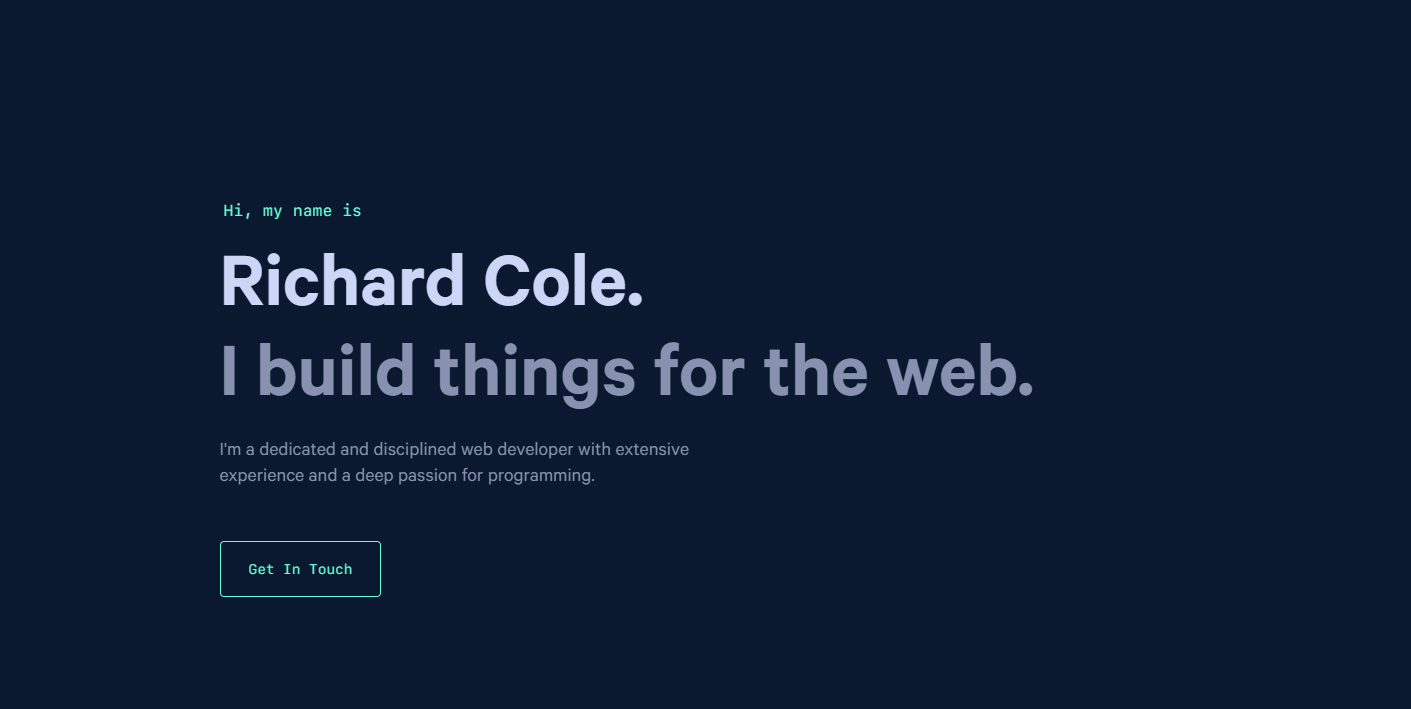 Hi, my name is
Richard Cole.
I build things for the web.
I'm a dedicated and disciplined web developer with extensive
experience and a deep passion for programming.
Get In Touch